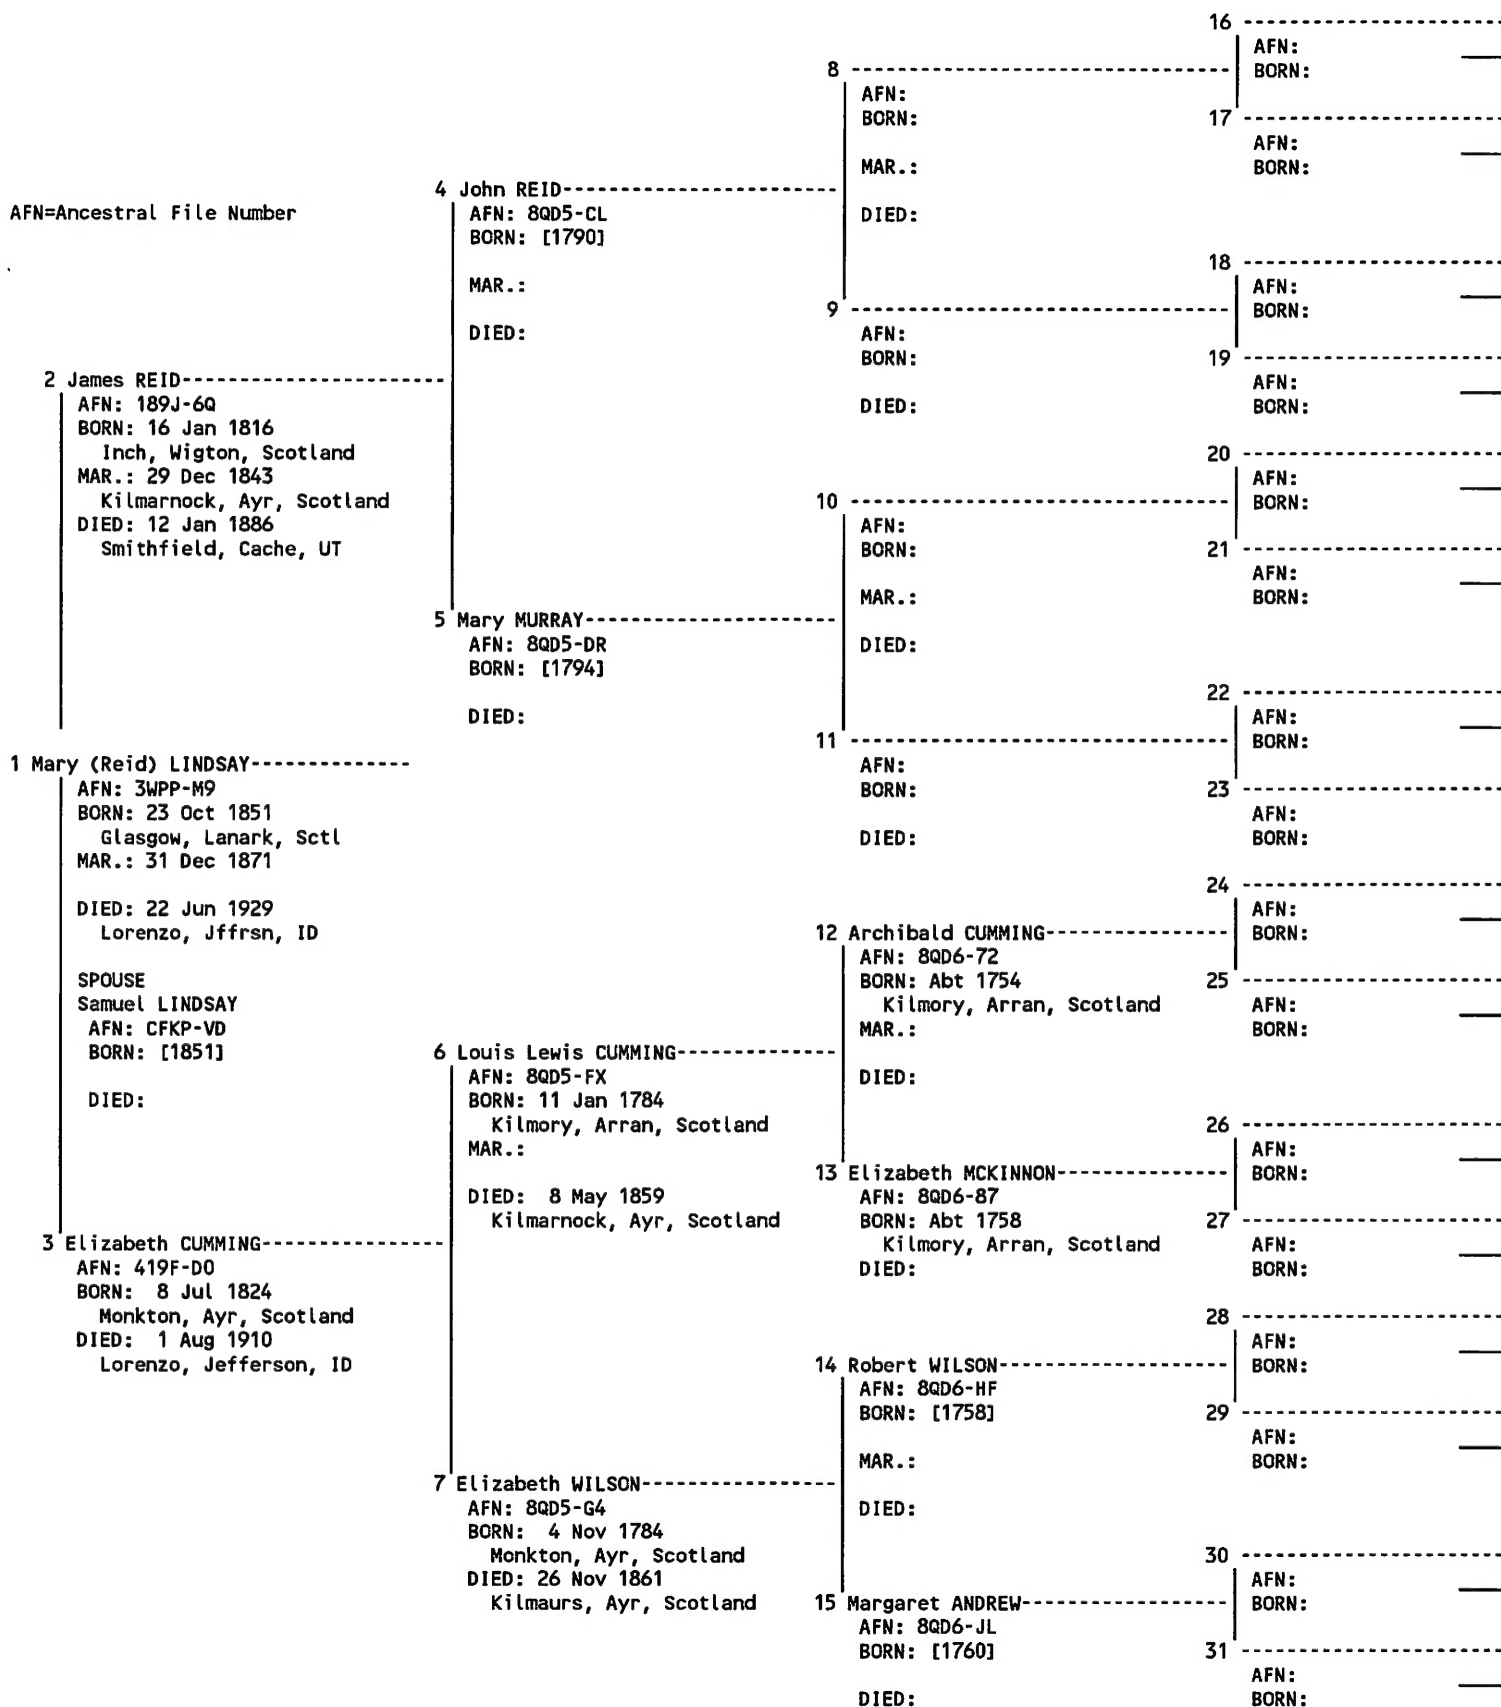 AFN=Ancestral File Number
1 Mary (Reid) LINDSAY
AFN: 3WPP-M9
BORN: 23 Oct 1851
Glasgow, Lanark, Sctl
MAR.: 31 Dec 1871
DIED: 22 Jun 1929
Lorenzo, Jffrsn, ID
SPOUSE
Samuel LINDSAY
AFN: CFKP-VD
BORN: [1851]
DIED:
2 James REID
AFN: 189J-6Q
BORN: 16 Jan 1816
Inch, Wigton, Scotland
MAR.: 29 Dec 1843
Kilmarnock, Ayr, Scotland
DIED: 12 Jan 1886
Smithfield, Cache, UT
3 Elizabeth CUMMING
AFN: 419F-D0
BORN: 8 Jul 1824
Monkton, Ayr, Scotland
DIED: 1 Aug 1910
Lorenzo, Jefferson, ID
4 John REID
AFN: 8QD5-CL
BORN: [1790]
MAR.:
DIED:
5 Mary MURRAY
AFN: 8QD5-DR
BORN: [1794]
DIED:
6 Louis Lewis CUMMING
AFN: 8QD5-FX
BORN: 11 Jan 1784
Kilmory, Arran, Scotland
MAR.:
DIED: 8 May 1859
Kilmarnock, Ayr, Scotland
7 Elizabeth WILSON
AFN: 8QD5-G4
BORN: 4 Nov 1784
Monkton, Ayr, Scotland
DIED: 26 Nov 1861
Kilmaurs, Ayr, Scotland
8
AFN:
BORN:
MAR.:
DIED:
9
AFN:
BORN:
DIED:
10
AFN:
BORN:
MAR.:
DIED:
11
AFN:
BORN:
DIED:
12 Archibald CUMMING
AFN: 8QD6-72
BORN: Abt 1754
Kilmory, Arran, Scotland
MAR.:
DIED:
13 Elizabeth MCKINNON
AFN: 8QD6-87
BORN: Abt 1758
Kilmory, Arran, Scotland
DIED:
14 Robert WILSON
AFN: 8QD6-HF
BORN: [1758]
MAR.:
DIED:
15 Margaret ANDREW
AFN: 8QD6-JL
BORN: [1760]
DIED:
16
AFN:
BORN:
17
AFN:
BORN:
18
AFN:
BORN:
19
AFN:
BORN:
20
AFN:
BORN:
21
AFN:
BORN:
22
AFN:
BORN:
23
AFN:
BORN:
24
AFN:
BORN:
25
AFN:
BORN:
26
AFN:
BORN:
27
AFN:
BORN:
28
AFN:
BORN:
29
AFN:
BORN:
30
AFN:
BORN:
31
AFN:
BORN: